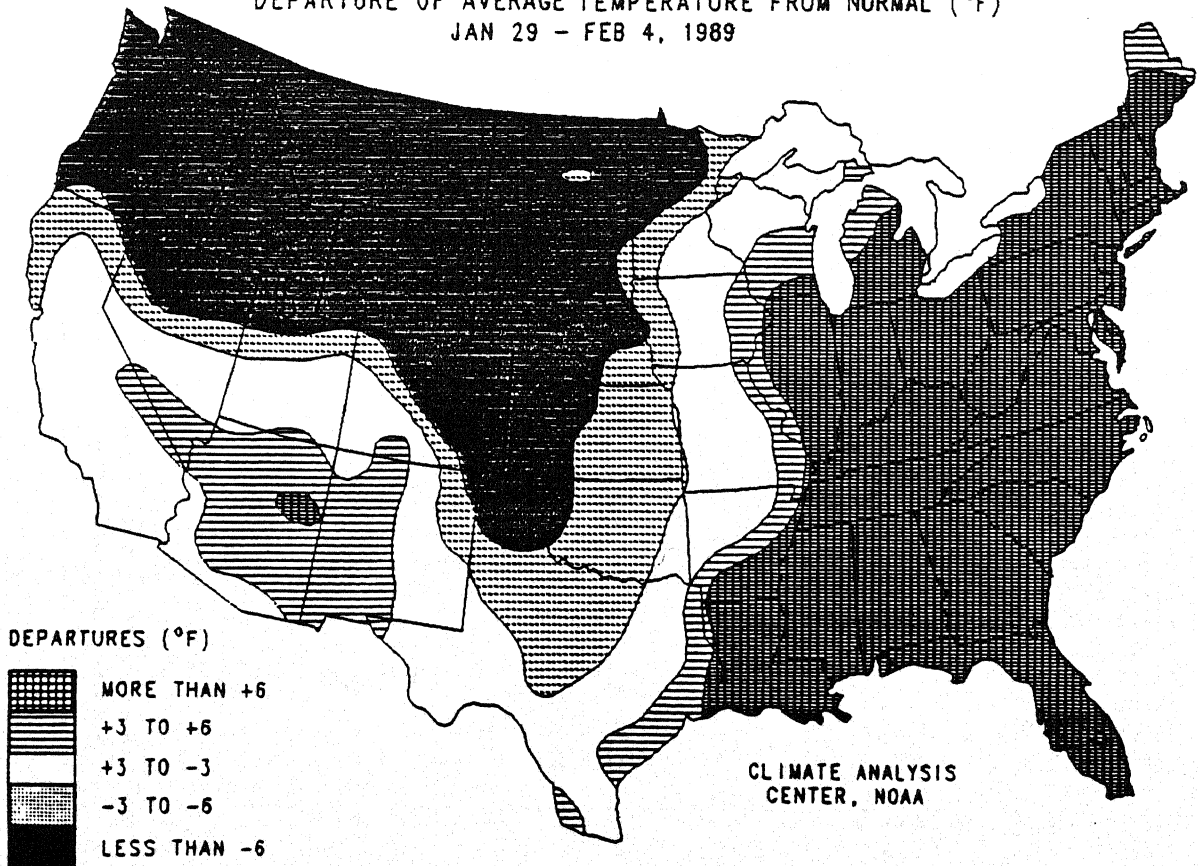 DEPARTURE OF AVERAGE TEMPERATURE FROM NORMAL (°F)
JAN 29 - FEB 4, 1989
DEPARTURES (°F)
MORE THAN +6
+3 TO +6
+3 TO -3
-3 TO -6
LESS THAN -6
CLIMATE ANALYSIS
CENTER, NOAA